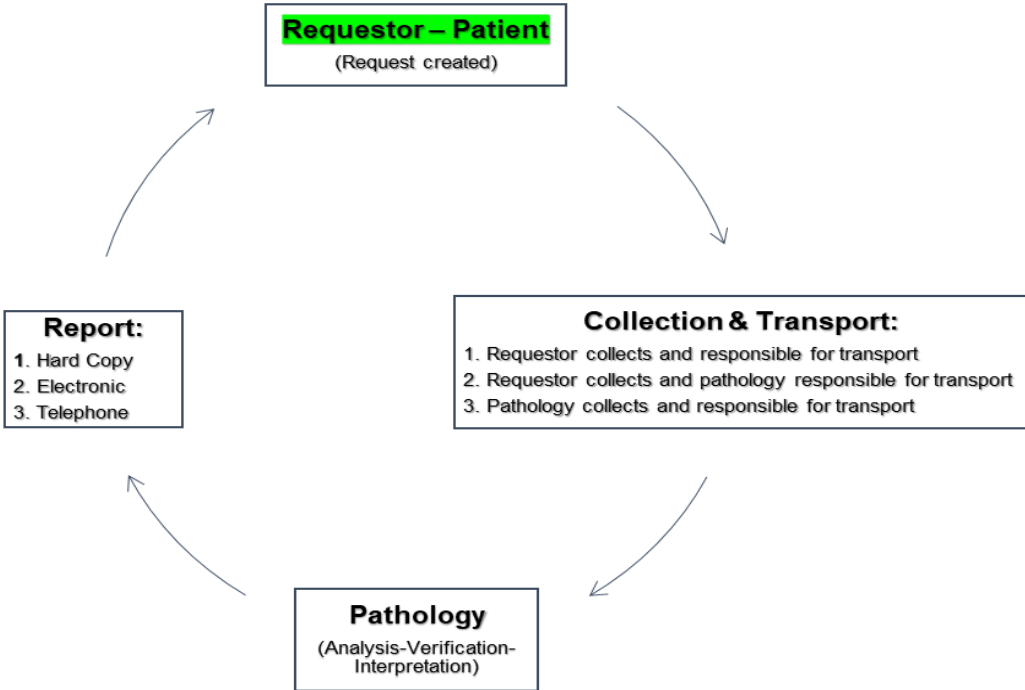 Requestor – Patient
(Request created)
Collection & Transport:
1. Requestor collects and responsible for transport
2. Requestor collects and pathology responsible for transport
3. Pathology collects and responsible for transport
Pathology
(Analysis-Verification-
Interpretation)
Report:
1. Hard Copy
2. Electronic
3. Telephone